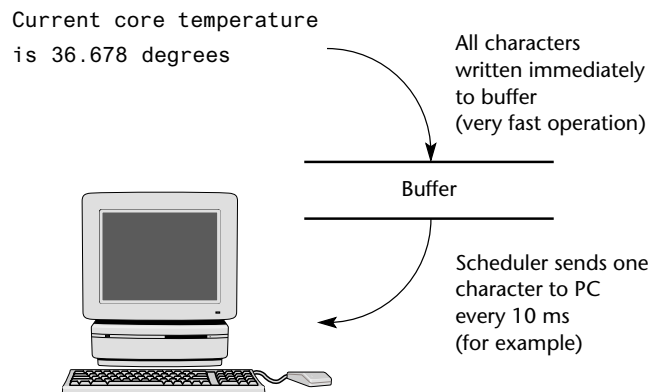 Current core temperature
is 36.678 degrees
All characters
written immediately
to buffer
(very fast operation)
Buffer
Scheduler sends one
character to PC
every 10 ms
(for example)